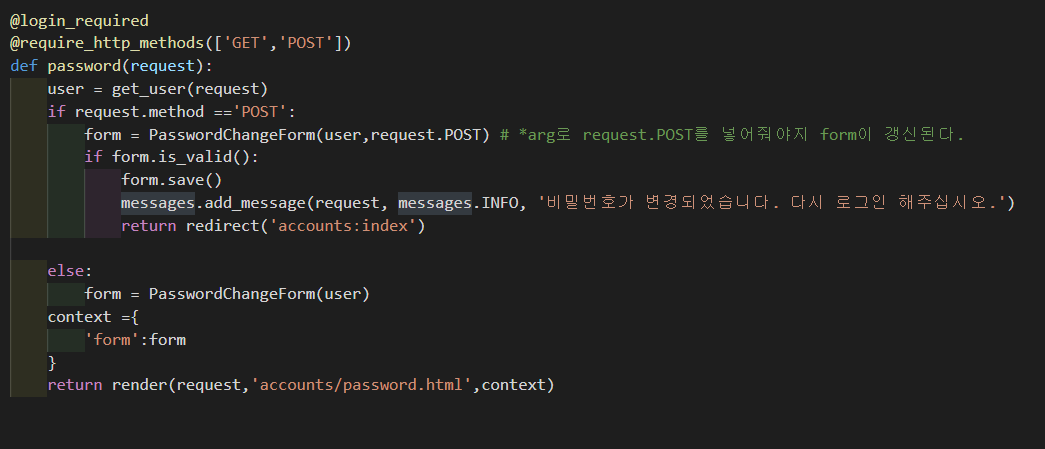 @login_required
@require_http_methods(['GET','POST'])
def password(request):
    user = get_user(request)
    if request.method =='POST':
        form = PasswordChangeForm(user,request.POST) # *arg로 request.POST를 넣어줘야지 form이 갱신된다.
        if form.is_valid():
            form.save()
            messages.add_message(request, messages.INFO, '비밀번호가 변경되었습니다. 다시 로그인 해주십시오.')
            return redirect('accounts:index')
    else:
        form = PasswordChangeForm(user)
    context ={
        'form':form
    }
    return render(request,'accounts/password.html',context)